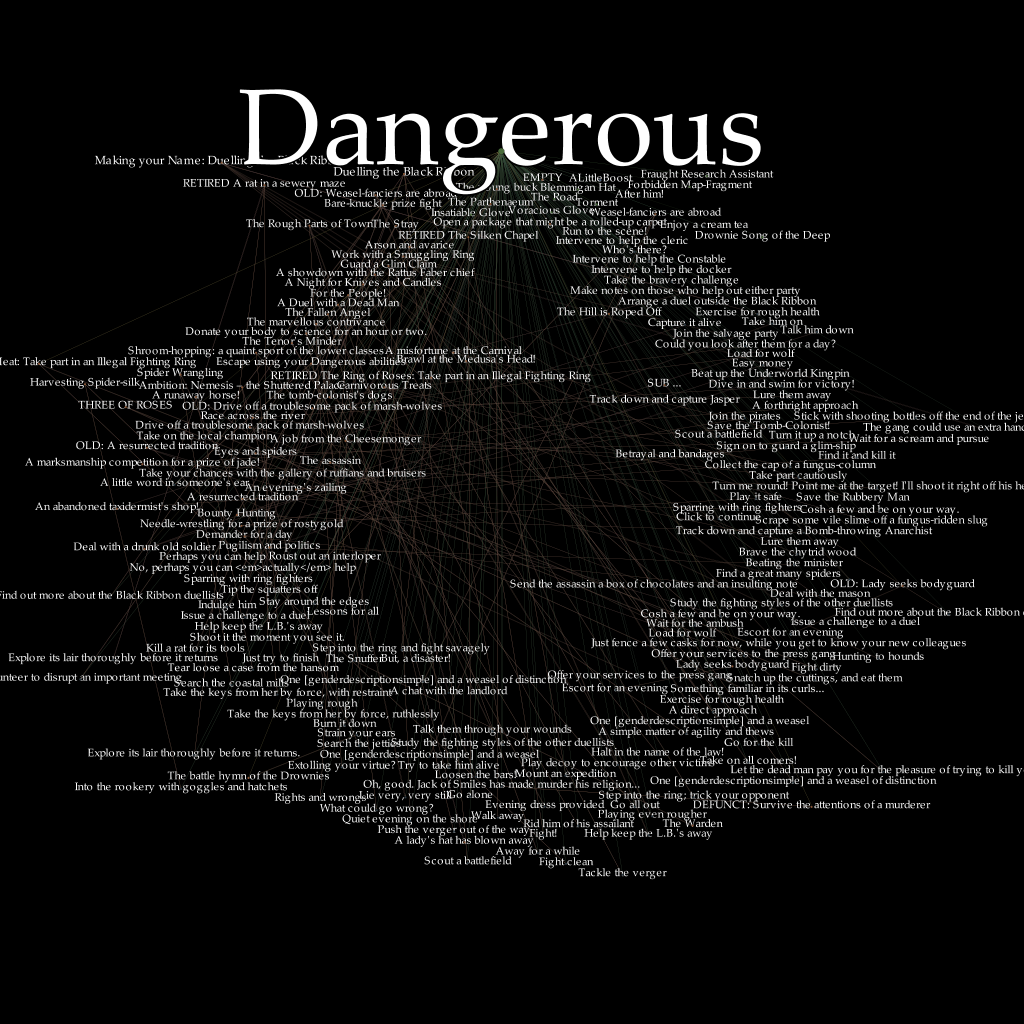 Dangerous
Making your Name: Duelling the Black Ribbon
Duelling the Black Ribbon
EMPTY ALittleBoost
Fraught Research Assistant
RETIRED A rat in a sewery maze
Blemmigan Hat
Forbidden Map-Fragment
OLD: Weasel-fanciers are abroad
The Road
After him!
Bare-knuckle prize fight
The Parthenaeum
Torment
Insatiable Glove
Voracious Glove
Weasel-fanciers are abroad
The Rough Parts of Town
The Stray
Open a package that might be a rolled-up carpet
Enjoy a cream tea
RETIRED The Silken Chapel
Run to the scene!
Drownie Song of the Deep
Arson and avarice
Intervene to help the cleric
Work with a Smuggling Ring
Who's there?
Guard a Glim Claim
Intervene to help the Constable
A showdown with the Rattus Faber chief
Intervene to help the docker
A Night for Knives and Candles
Take the bravery challenge
For the People!
Make notes on those who help out either party
A Duel with a Dead Man
Arrange a duel outside the Black Ribbon
The Fallen Angel
The Hill is Roped Off
Exercise for rough health
The marvellous contrivance
Capture it alive
Take him on
Donate your body to science for an hour or two.
Join the salvage party
Talk him down
The Tenor's Minder
Could you look after them for a day?
Shroom-hopping: a quaint sport of the lower classes
A misfortune at the Carnival
Load for wolf
Heat: Take part in an Illegal Fighting Ring
Escape using your Dangerous abilities
Brawl at the Medusa's Head!
Easy money
Spider Wrangling
RETIRED The Ring of Roses: Take part in an Illegal Fighting Ring
Beat up the Underworld Kingpin
Harvesting Spider-silk
Ambition: Nemesis – the Shuttered Palace
Carnivorous Treats
SUB ...
Dive in and swim for victory!
A runaway horse!
The tomb-colonist's dogs
Track down and capture Jasper
Lure them away
THREE OF ROSES
OLD: Drive off a troublesome pack of marsh-wolves
A forthright approach
Race across the river
Join the pirates
Stick with shooting bottles off the end of the je
Drive off a troublesome pack of marsh-wolves
Save the Tomb-Colonist!
The gang could use an extra hand
Take on the local champion
A job from the Cheesemonger
Scout a battlefield
Turn it up a notch
Wait for a scream and pursue
OLD: A resurrected tradition
Eyes and spiders
Sign on to guard a glim-ship
Betrayal and bandages
Find it and kill it
A marksmanship competition for a prize of jade!
The assassin
Collect the cap of a fungus-column
Take your chances with the gallery of ruffians and bruisers
Take part cautiously
A little word in someone's ear
An evening's zailing
Turn me round! Point me at the target! I'll shoot it right off his he
A resurrected tradition
Play it safe
Save the Rubbery Man
An abandoned taxidermist's shop!
Sparring with ring fighters
Cosh a few and be on your way.
Bounty Hunting
Click to continue
Scrape some vile slime off a fungus-ridden slug
Needle-wrestling for a prize of rostygold
Track down and capture a Bomb-throwing Anarchist
Demander for a day
Lure them away
Deal with a drunk old soldier
Pugilism and politics
Brave the chytrid wood
Perhaps you can help
Roust out an interloper
Beating the minister
No, perhaps you can <em>actually</em> help
Find a great many spiders
Sparring with ring fighters
Send the assassin a box of chocolates and an insulting note
OLD: Lady seeks bodyguard
Tip the squatters off
Deal with the mason
Find out more about the Black Ribbon duellists
Indulge him
Stay around the edges
Study the fighting styles of the other duellists
Issue a challenge to a duel
Lessons for all
Cosh a few and be on your way.
Find out more about the Black Ribbon
Help keep the L.B.'s away
Wait for the ambush
Issue a challenge to a duel
Shoot it the moment you see it.
Load for wolf
Escort for an evening
Kill a rat for its tools
Step into the ring and fight savagely
Just fence a few casks for now, while you get to know your new colleagues
Explore its lair thoroughly before it returns
Just try to finish
The Snuffer
But, a disaster!
Offer your services to the press gang
Hunting to hounds
Tear loose a case from the hansom
Lady seeks bodyguard
Fight dirty
unteer to disrupt an important meeting
Search the coastal mills
One [genderdescriptionsimple] and a weasel of distinction
Offer your services to the press gang
Snatch up the cuttings, and eat them
Take the keys from her by force, with restraint
A chat with the landlord
Escort for an evening
Something familiar in its curls...
Playing rough
Exercise for rough health
Take the keys from her by force, ruthlessly
A direct approach
Burn it down
One [genderdescriptionsimple] and a weasel
Strain your ears
Talk them through your wounds
A simple matter of agility and thews
Search the jetties
Study the fighting styles of the other duellists
Go for the kill
Explore its lair thoroughly before it returns.
One [genderdescriptionsimple] and a weasel
Halt in the name of the law!
Extolling your virtue?
Try to take him alive
Play decoy to encourage other victims
Take on all comers!
The battle hymn of the Drownies
Loosen the bars
Mount an expedition
Let the dead man pay you for the pleasure of trying to kill y
Into the rookery with goggles and hatchets
Oh, good. Jack of Smiles has made murder his religion...
One [genderdescriptionsimple] and a weasel of distinction
Rights and wrongs
Lie very, very still
Go alone
Step into the ring; trick your opponent
What could go wrong?
Evening dress provided
Go all out
DEFUNCT: Survive the attentions of a murderer
Quiet evening on the shore
Walk away
Playing even rougher
Push the verger out of the way
Rid him of his assailant
The Warden
A lady's hat has blown away
Fight!
Help keep the L.B.'s away
Away for a while
Scout a battlefield
Fight clean
Tackle the verger